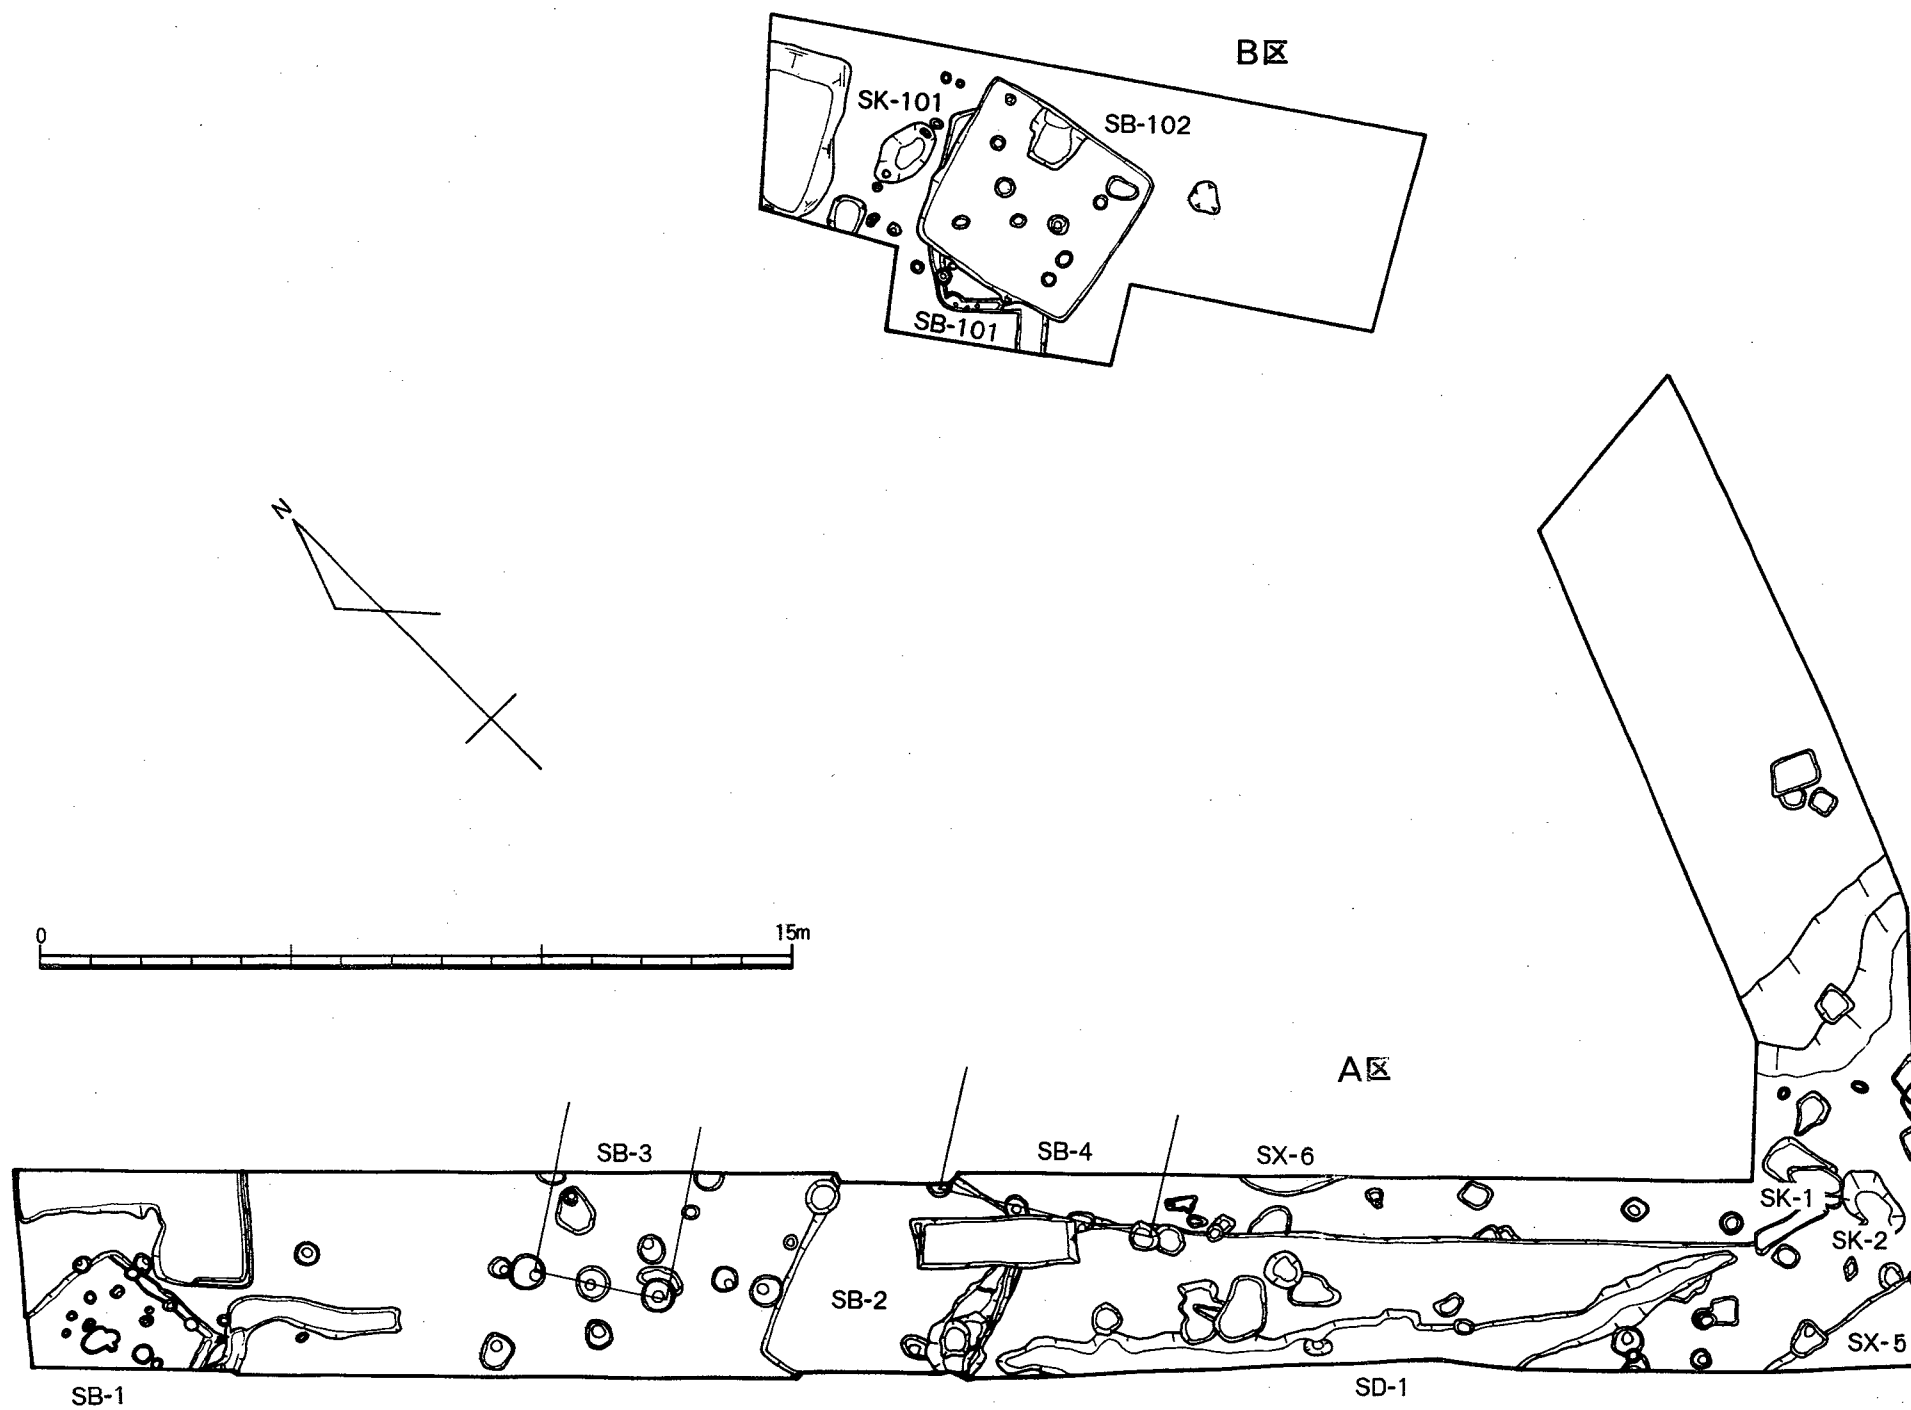 B区
SK-101
SB-102
SB-101
N
0
15m
A区
SB-3
SB-4
SX-6
SK-1
SK-2
SB-2
SX-5
SB-1
SD-1